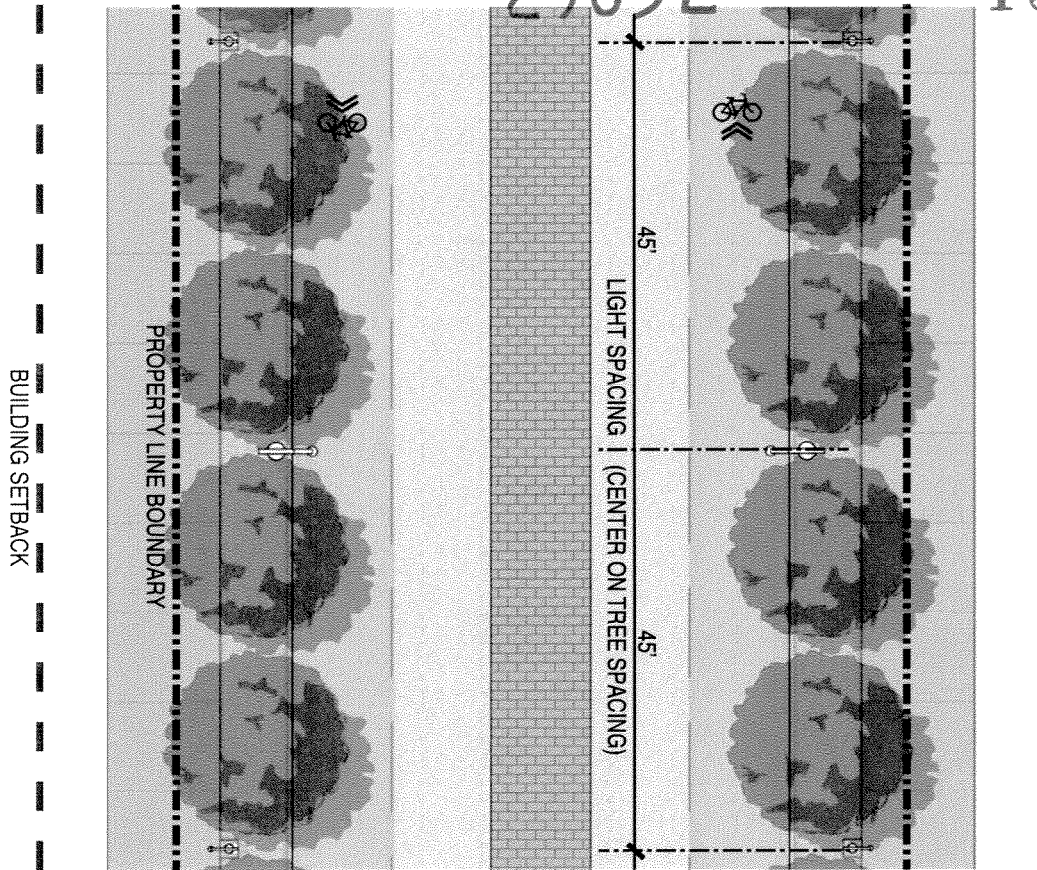 45'
LIGHT SPACING (CENTER ON TREE SPACING)
45'
PROPERTY LINE BOUNDARY
BUILDING SETBACK